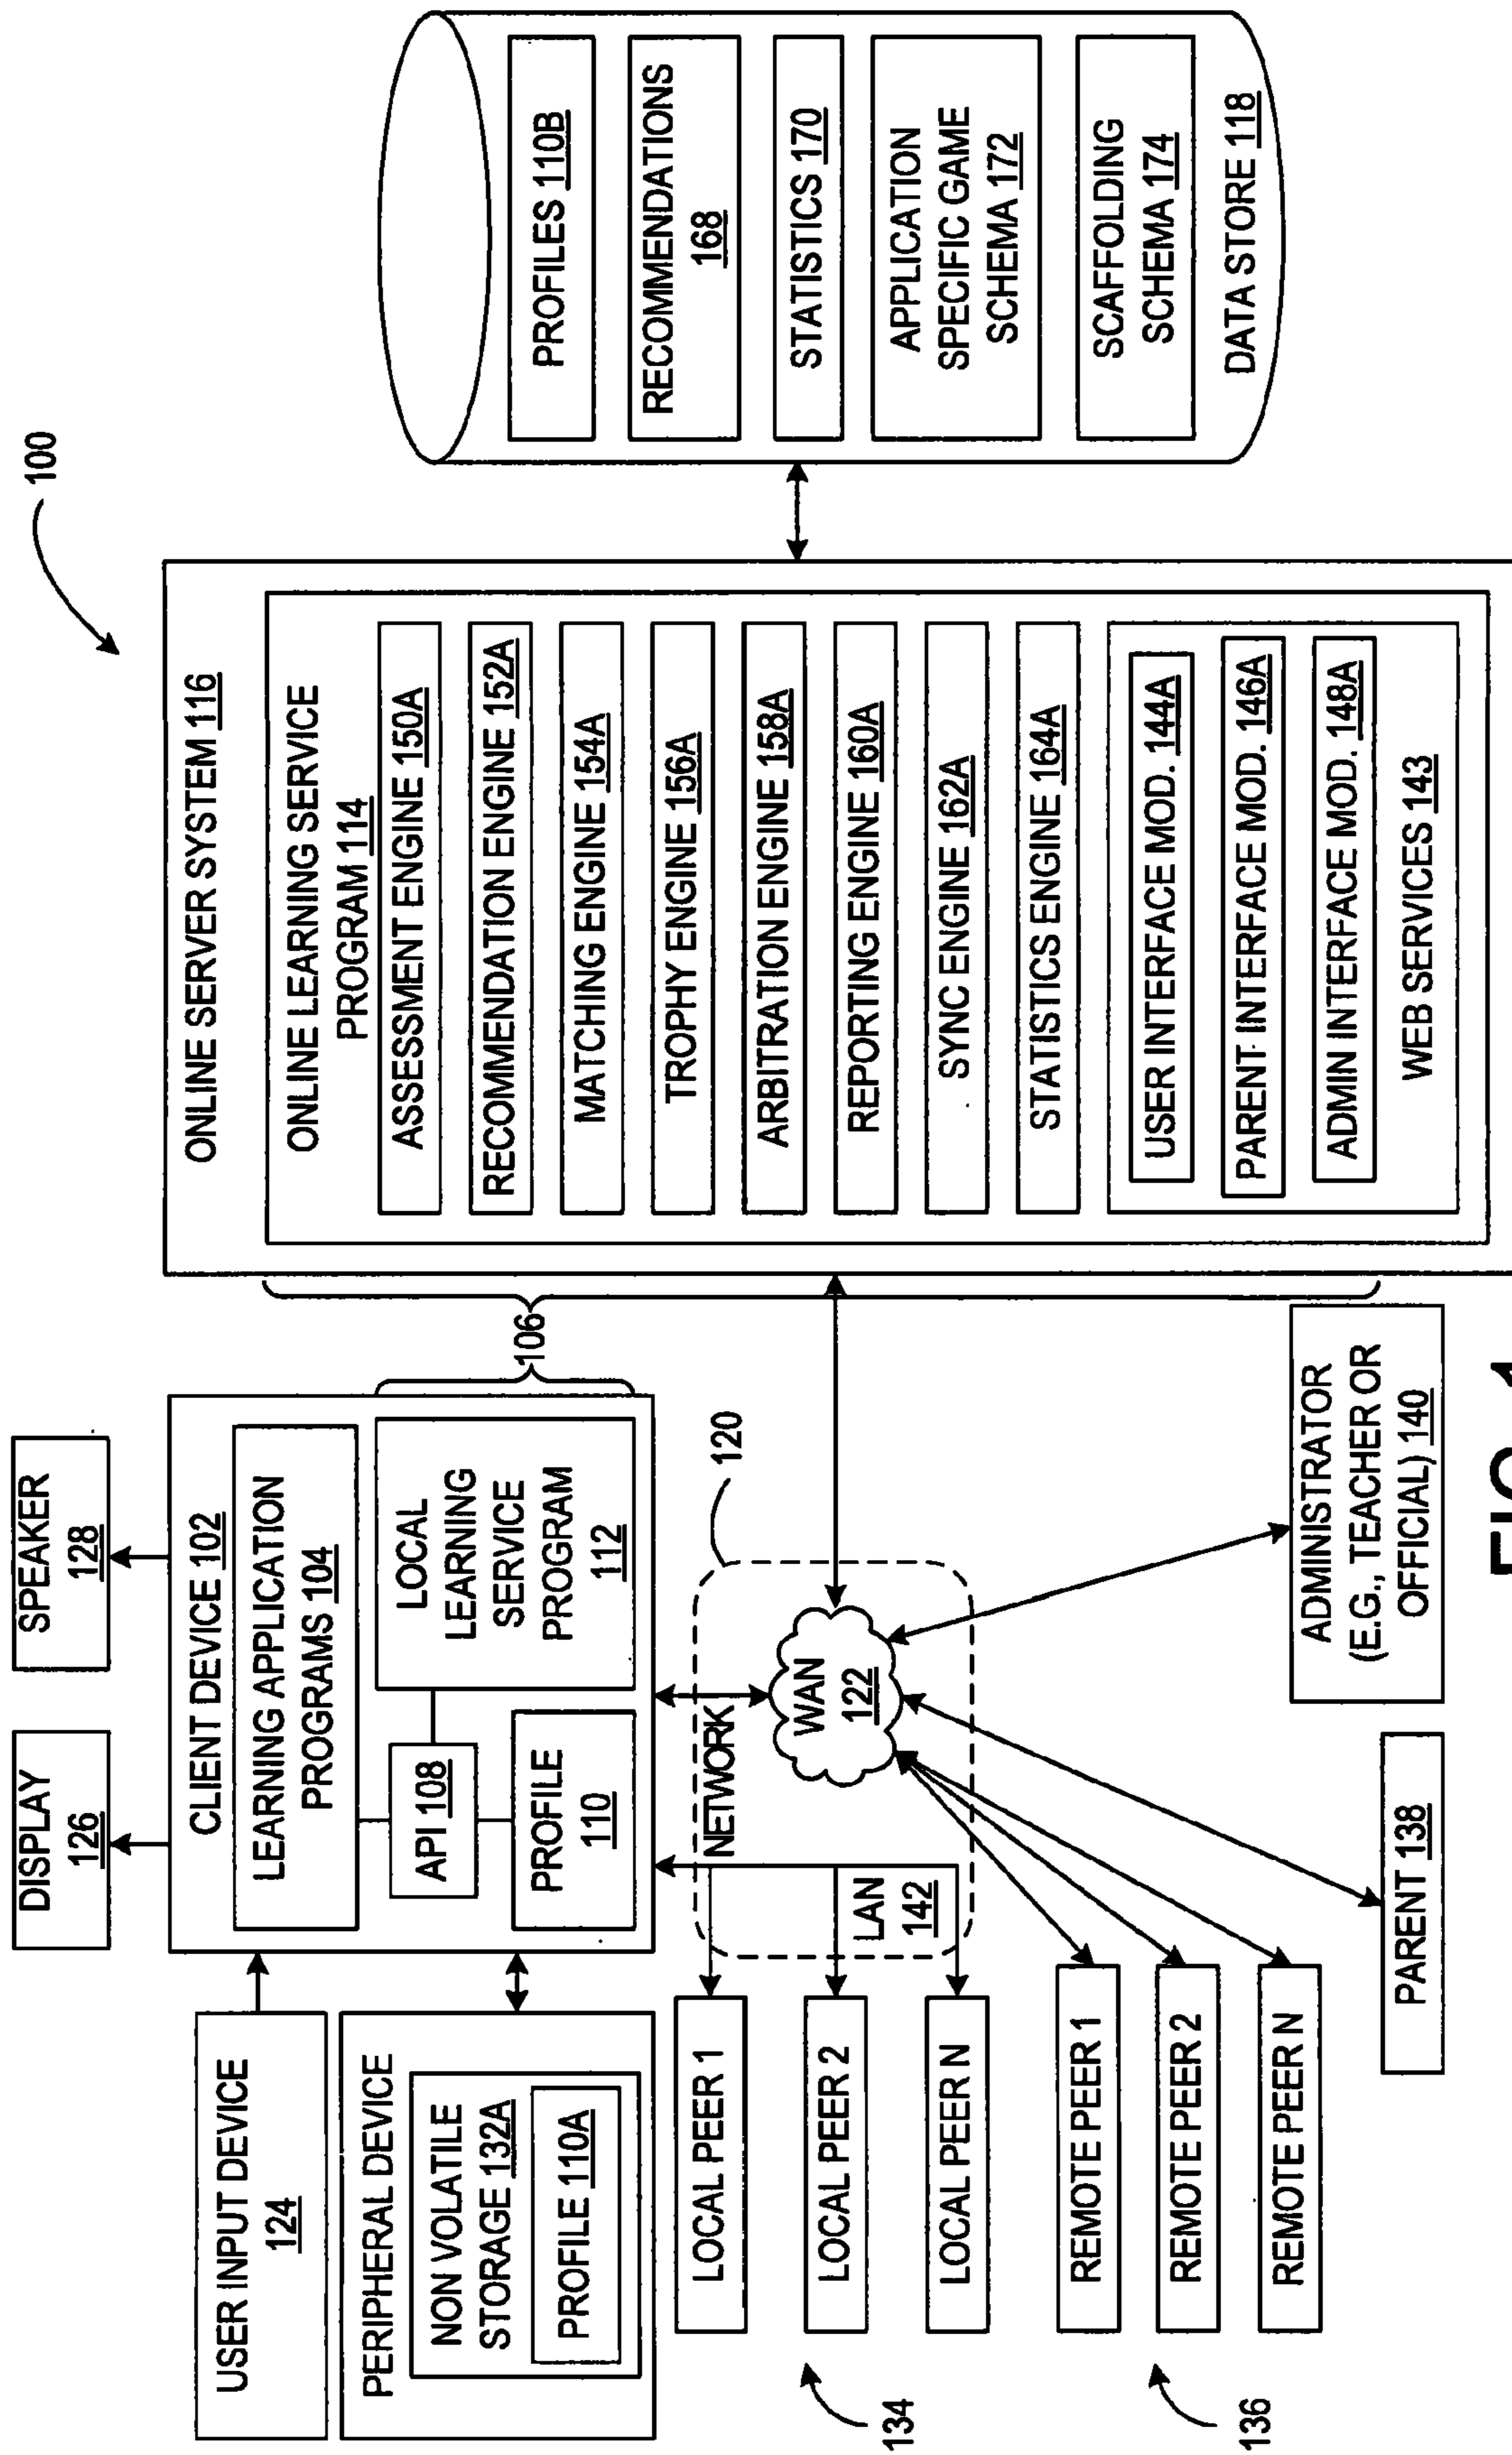 100
DISPLAY
126
SPEAKER
128
USER INPUT DEVICE
124
PERIPHERAL DEVICE
NON VOLATILE
STORAGE 132A
PROFILE 110A
CLIENT DEVICE 102
LEARNING APPLICATION
PROGRAMS 104
API 108
PROFILE
110
LOCAL
LEARNING
SERVICE
PROGRAM
112
106
ONLINE SERVER SYSTEM 116
ONLINE LEARNING SERVICE
PROGRAM 114
ASSESSMENT ENGINE 150A
RECOMMENDATION ENGINE 152A
MATCHING ENGINE 154A
TROPHY ENGINE 156A
ARBITRATION ENGINE 158A
REPORTING ENGINE 160A
SYNC ENGINE 162A
STATISTICS ENGINE 164A
USER INTERFACE MOD. 144A
PARENT INTERFACE MOD. 146A
ADMIN INTERFACE MOD. 148A
WEB SERVICES 143
PROFILES 110B
RECOMMENDATIONS
168
STATISTICS 170
APPLICATION
SPECIFIC GAME
SCHEMA 172
SCAFFOLDING
SCHEMA 174
DATA STORE 118
NETWORK
120
WAN
122
LAN
142
LOCAL PEER 1
LOCAL PEER 2
LOCAL PEER N
134
REMOTE PEER 1
REMOTE PEER 2
REMOTE PEER N
136
PARENT 138
ADMINISTRATOR
(E.G., TEACHER OR
OFFICIAL) 140